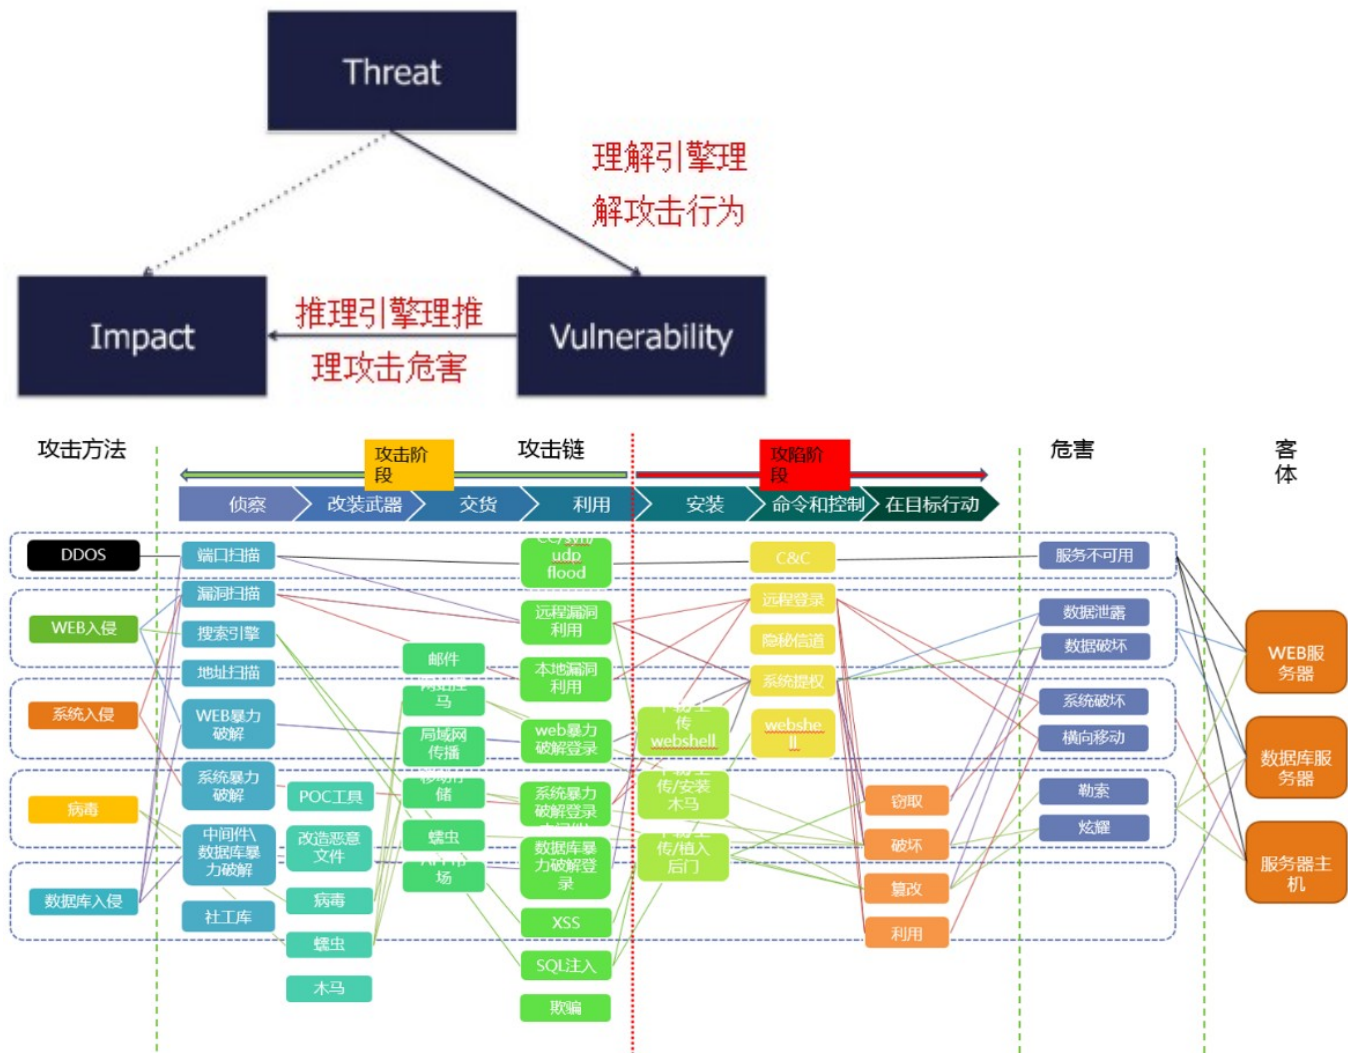 Threat
理解引擎理
解攻击行为
Impact
推理引擎理推
理攻击危害
Vulnerability
攻击方法
攻击阶
段
攻击链
攻陷阶
段
危害
客
体
侦察
改装武器
交货
利用
安装
命令和控制
在目标行动
DDOS
WEB入侵
系统入侵
病毒
数据库入侵
端口扫描
漏洞扫描
搜索引擎
地址扫描
WEB暴力
破解
系统暴力
破解
中间件\
数据库暴
力破解
社工库
POC工具
改造恶意
文件
病毒
蠕虫
木马
邮件
马
局域网
传播
储
蠕虫
场
CC/syn/
udp
flood
远程漏洞
利用
本地漏洞
利用
web暴力
破解登录
系统暴力
破解登录
数据库暴
力破解登
录
XSS
SQL注入
欺骗
传
webshell
传/安装
木马
传/植入
后门
C&C
远程登录
隐秘信道
系统提权
webshe
ll
窃取
破坏
篡改
利用
服务不可用
数据泄露
数据破坏
系统破坏
横向移动
勒索
炫耀
WEB服
务器
数据库服
务器
服务器主
机